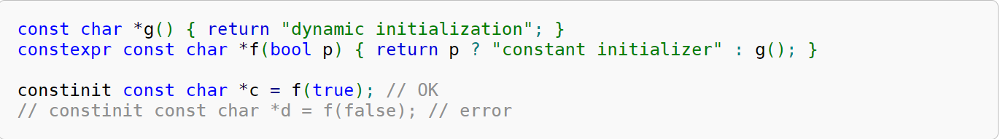 const char *g() { return "dynamic initialization"; }
constexpr const char *f(bool p) { return p ? "constant initializer" : g(); }
constinit const char *c = f(true); // OK
// constinit const char *d = f(false); // error